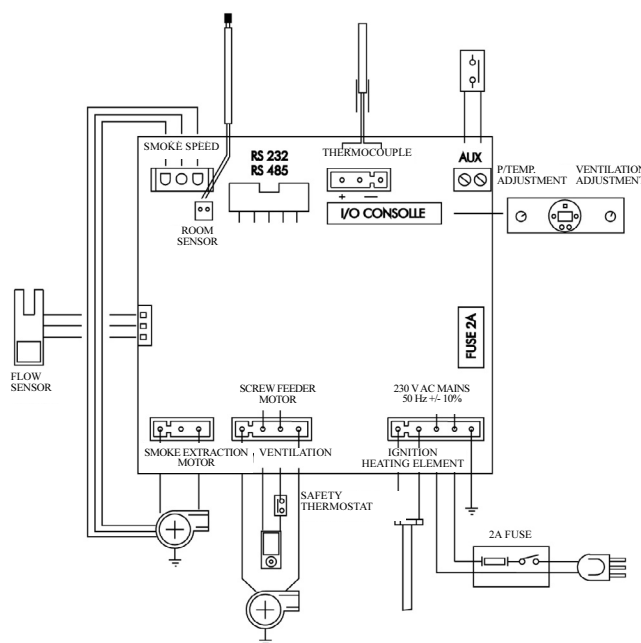 SMOKE SPEED
RS 232
RS 485
THERMOCOUPLE
+ —
AUX
P/TEMP.
ADJUSTMENT
VENTILATION
ADJUSTMENT
I/O CONSOLLE
ROOM
SENSOR
FLOW
SENSOR
FUSE 2A
SCREW FEEDER
MOTOR
230 V AC MAINS
50 Hz +/- 10%
SMOKE EXTRACTION
MOTOR
VENTILATION
IGNITION
HEATING ELEMENT
SAFETY
THERMOSTAT
2A FUSE